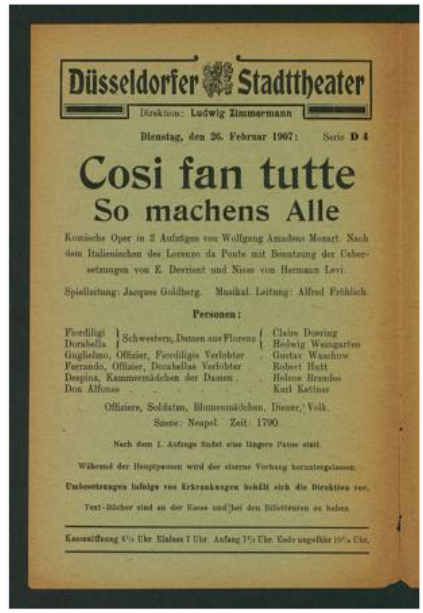 Düsseldorfer Stadttheater
Direktion: Ludwig Zimmermann
Dienstag, den 26. Februar 1907: Serie D 4
Cosi fan tutte
So machens Alle
Komische Oper in 2 Aufzügen von Wolfgang Amadeus Mozart. Nach
dem Italienischen des Lorenzo da Ponte mit Benutzung der Ueber-
setzungen von E. Devrient und Niese von Hermann Levi.
Spielleitung: Jacques Goldberg. Musikal. Leitung: Alfred Fröhlich.
Personen:
Fiordiligi } Schwestern, Damen aus Florenz { Claire Doering
Dorabella Hedwig Weingarten
Guglielmo, Offizier, Fiordiligis Verlobter Gustav Waschow
Ferrando, Offizier, Dorabellas Verlobter Robert Hutt
Despina, Kammermädchen der Damen . Helene Brandes
Don Alfonso Karl Kettner
Offiziere, Soldaten, Blumenmädchen, Diener, Volk.
Szene: Neapel. Zeit: 1790.
Nach dem 1. Aufzuge findet eine längere Pause statt.
Während der Hauptpausen wird der eiserne Vorhang heruntergelassen.
Umbesetzungen infolge von Erkrankungen behält sich die Direktion vor.
Text-Bücher sind an der Kasse und bei den Billetteuren zu haben
Kassenöffnung 6½ Uhr Einlass 7 Uhr. Anfang 7½ Uhr. Ende ungefähr 10½ Uhr.